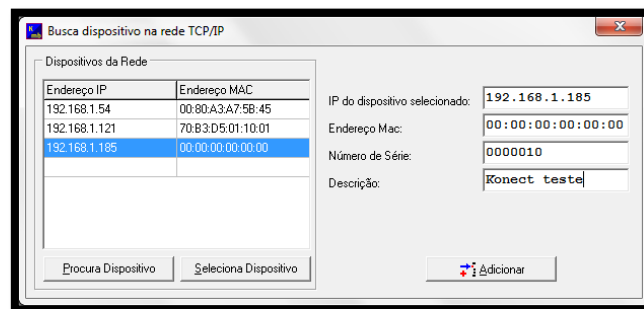 Busca dispositivo na rede TCP/IP
Dispositivos da Rede
Endereço IP Endereço MAC
192.168.1.54 00:80:A3:A7:5B:45
192.168.1.121 70:B3:D5:01:10:01
192.168.1.185 00:00:00:00:00:00
Procura Dispositivo Seleciona Dispositivo
IP do dispositivo selecionado: 192.168.1.185
Endereço Mac: 00:00:00:00:00:00
Número de Série: 0000010
Descrição: Konect teste
Adicionar